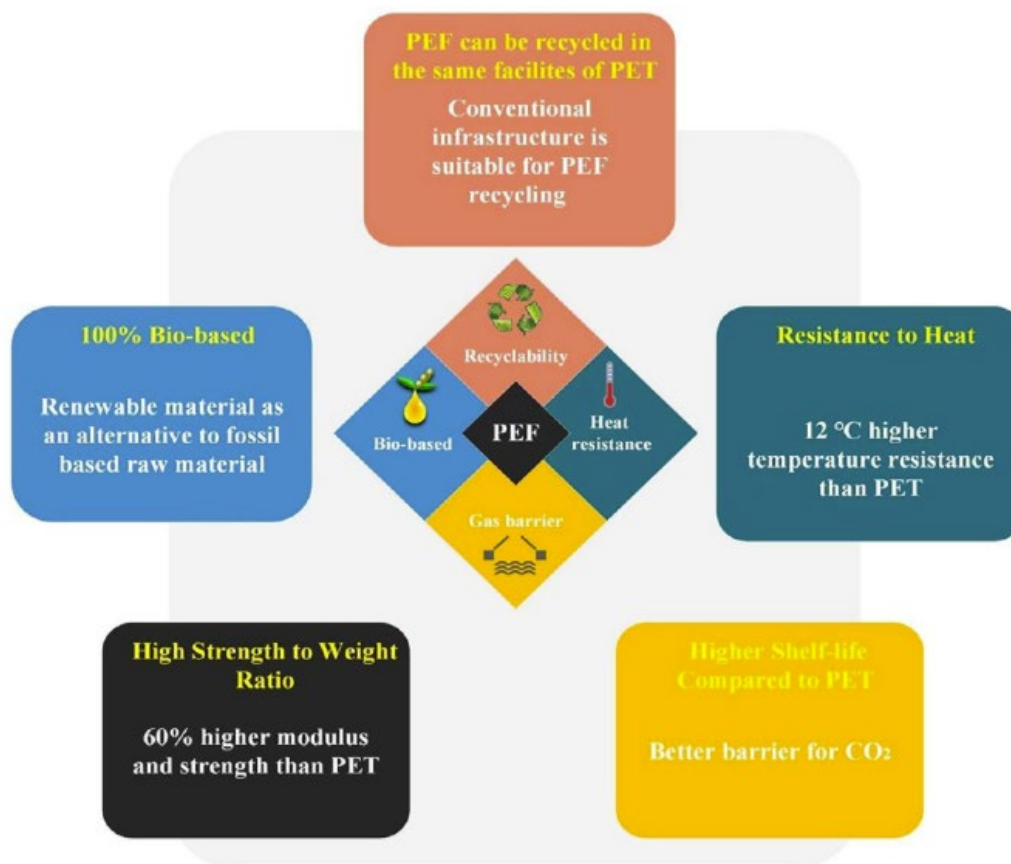 PEF can be recycled in
the same facilites of PET
Conventional
infrastructure is
suitable for PEF
recycling
100% Bio-based
Renewable material as
an alternative to fossil
based raw material
Recyclability
Bio-based
PEF
Heat
resistance
Gas barrier
Resistance to Heat
12 °C higher
temperature resistance
than PET
High Strength to Weight
Ratio
60% higher modulus
and strength than PET
Higher Shelf-life
Compared to PET
Better barrier for CO₂